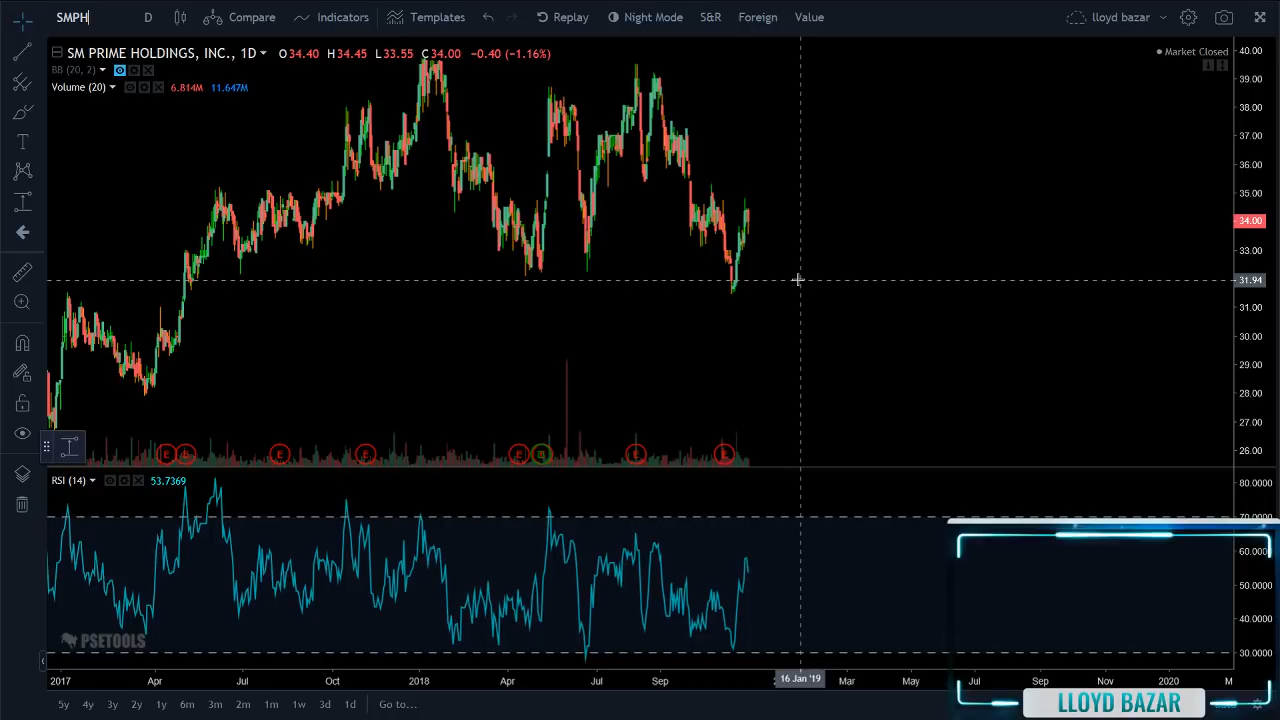 SMPH D Compare Indicators Templates Replay Night Mode S&R Foreign Value lloyd bazar
SM PRIME HOLDINGS, INC., 1D O34.40 H34.45 L33.55 C34.00 -0.40 (-1.16%)
Market Closed
BB (20, 2)
Volume (20) 6.814M 11.647M
40.00
39.00
38.00
37.00
36.00
35.00
34.00
33.00
31.94
31.00
30.00
29.00
28.00
27.00
26.00
E E E E E E E
RSI (14) 53.7369
80.0000
70.0000
60.0000
50.0000
40.0000
30.0000
PSETOOLS
2017 Apr Jul Oct 2018 Apr Jul Sep 16 Jan '19 Mar May Jul Sep Nov 2020 M
5y 4y 3y 2y 1y 6m 3m 2m 1m 1w 3d 1d Go to...
LLOYD BAZAR